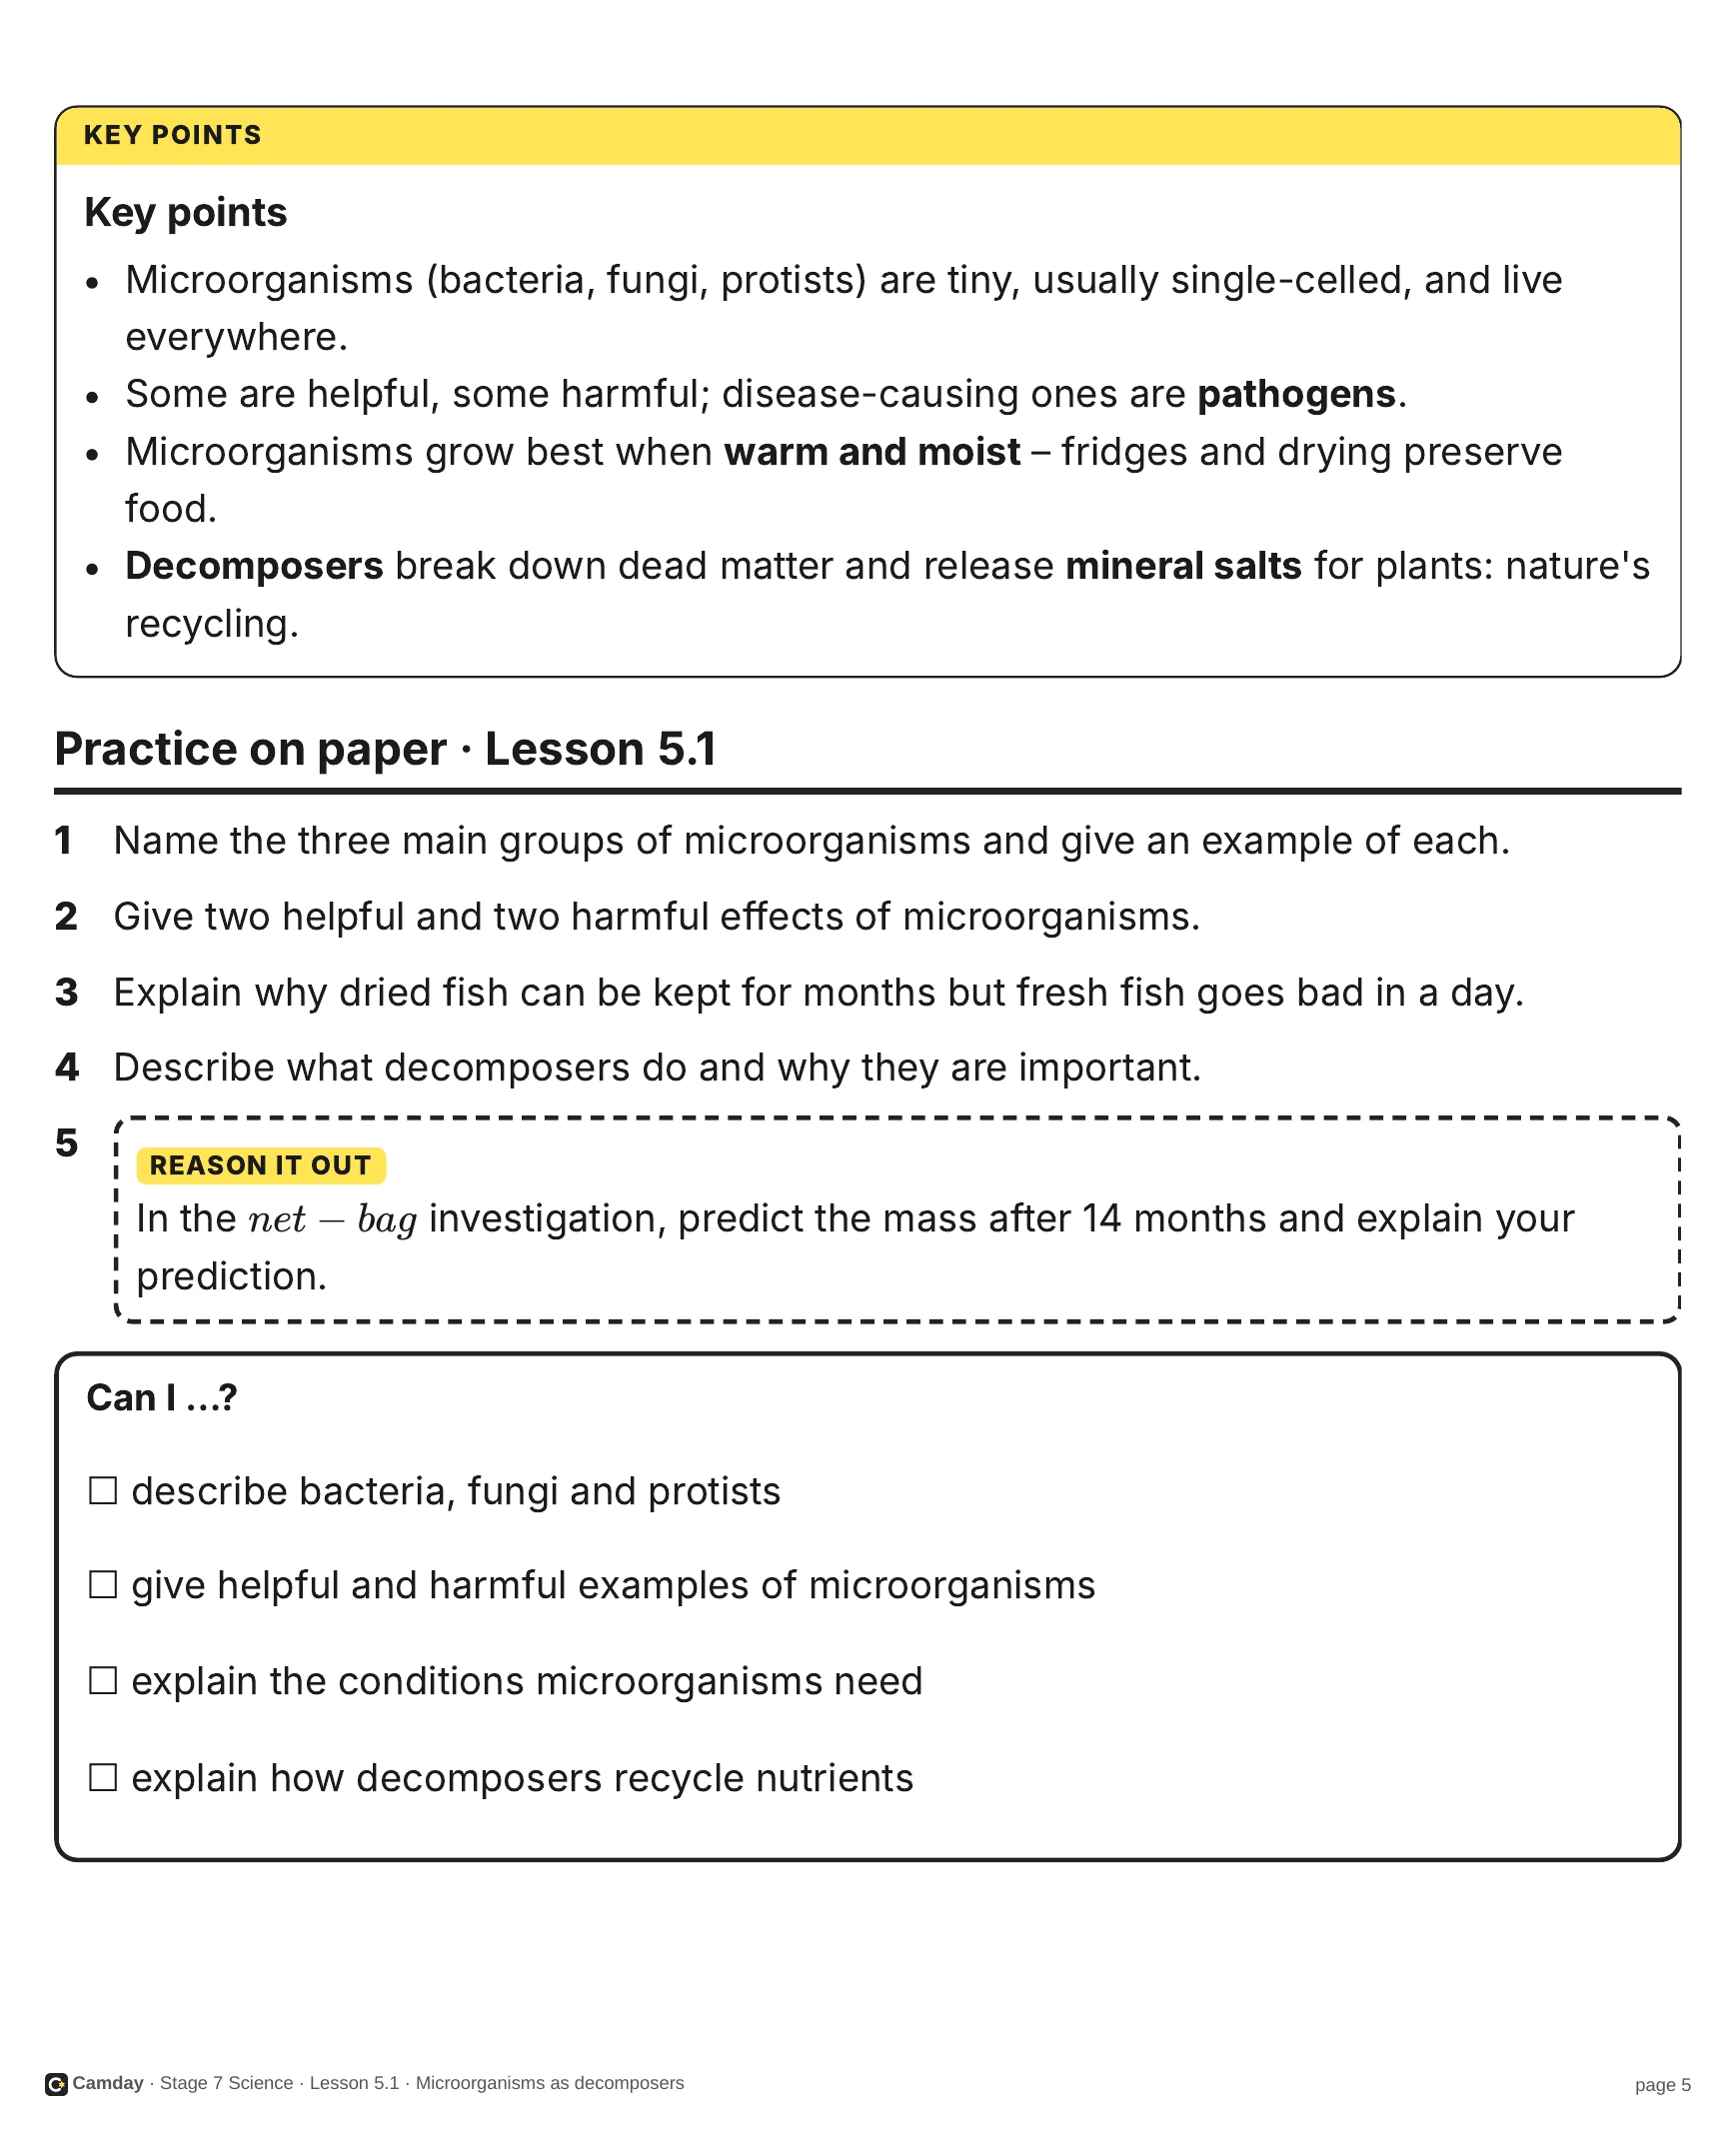 KEY POINTS
Key points
• Microorganisms (bacteria, fungi, protists) are tiny, usually single-celled, and live
everywhere.
• Some are helpful, some harmful; disease-causing ones are pathogens.
• Microorganisms grow best when warm and moist – fridges and drying preserve
food.
• Decomposers break down dead matter and release mineral salts for plants: nature's
recycling.
Practice on paper · Lesson 5.1
1 Name the three main groups of microorganisms and give an example of each.
2 Give two helpful and two harmful effects of microorganisms.
3 Explain why dried fish can be kept for months but fresh fish goes bad in a day.
4 Describe what decomposers do and why they are important.
5
REASON IT OUT
In the net − bag investigation, predict the mass after 14 months and explain your
prediction.
Can I ...?
☐ describe bacteria, fungi and protists
☐ give helpful and harmful examples of microorganisms
☐ explain the conditions microorganisms need
☐ explain how decomposers recycle nutrients
Camday · Stage 7 Science · Lesson 5.1 · Microorganisms as decomposers
page 5